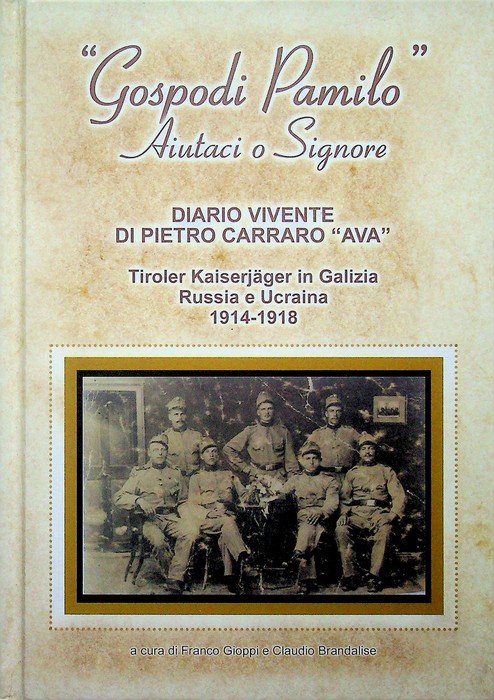 “Gospodi Pamilo”
Aiutaci o Signore
DIARIO VIVENTE
DI PIETRO CARRARO “AVA”
Tiroler Kaiserjäger in Galizia
Russia e Ucraina
1914-1918
a cura di Franco Gioppi e Claudio Brandalise